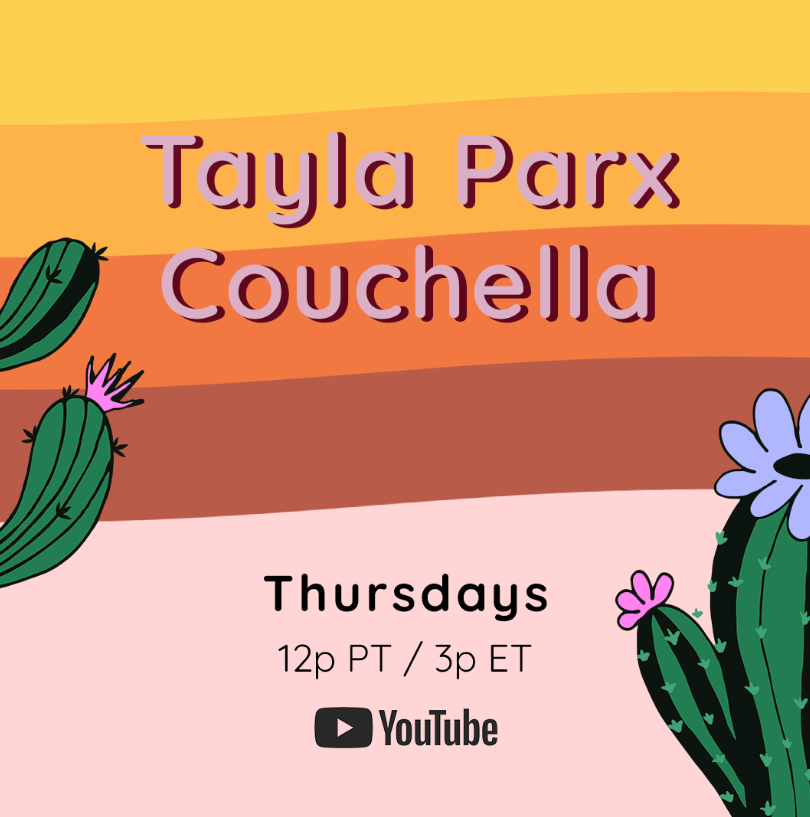 Tayla Parx
Couchella
Thursdays
12p PT / 3p ET
YouTube